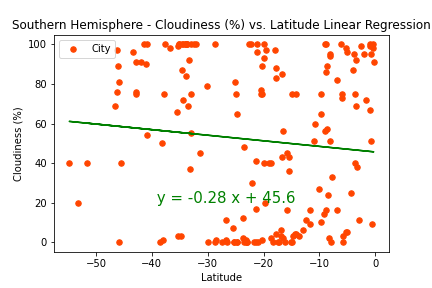 Southern Hemisphere - Cloudiness (%) vs. Latitude Linear Regression
City
100
80
60
40
20
0
Cloudiness (%)
y = -0.28 x + 45.6
−50
−40
−30
−20
−10
0
Latitude